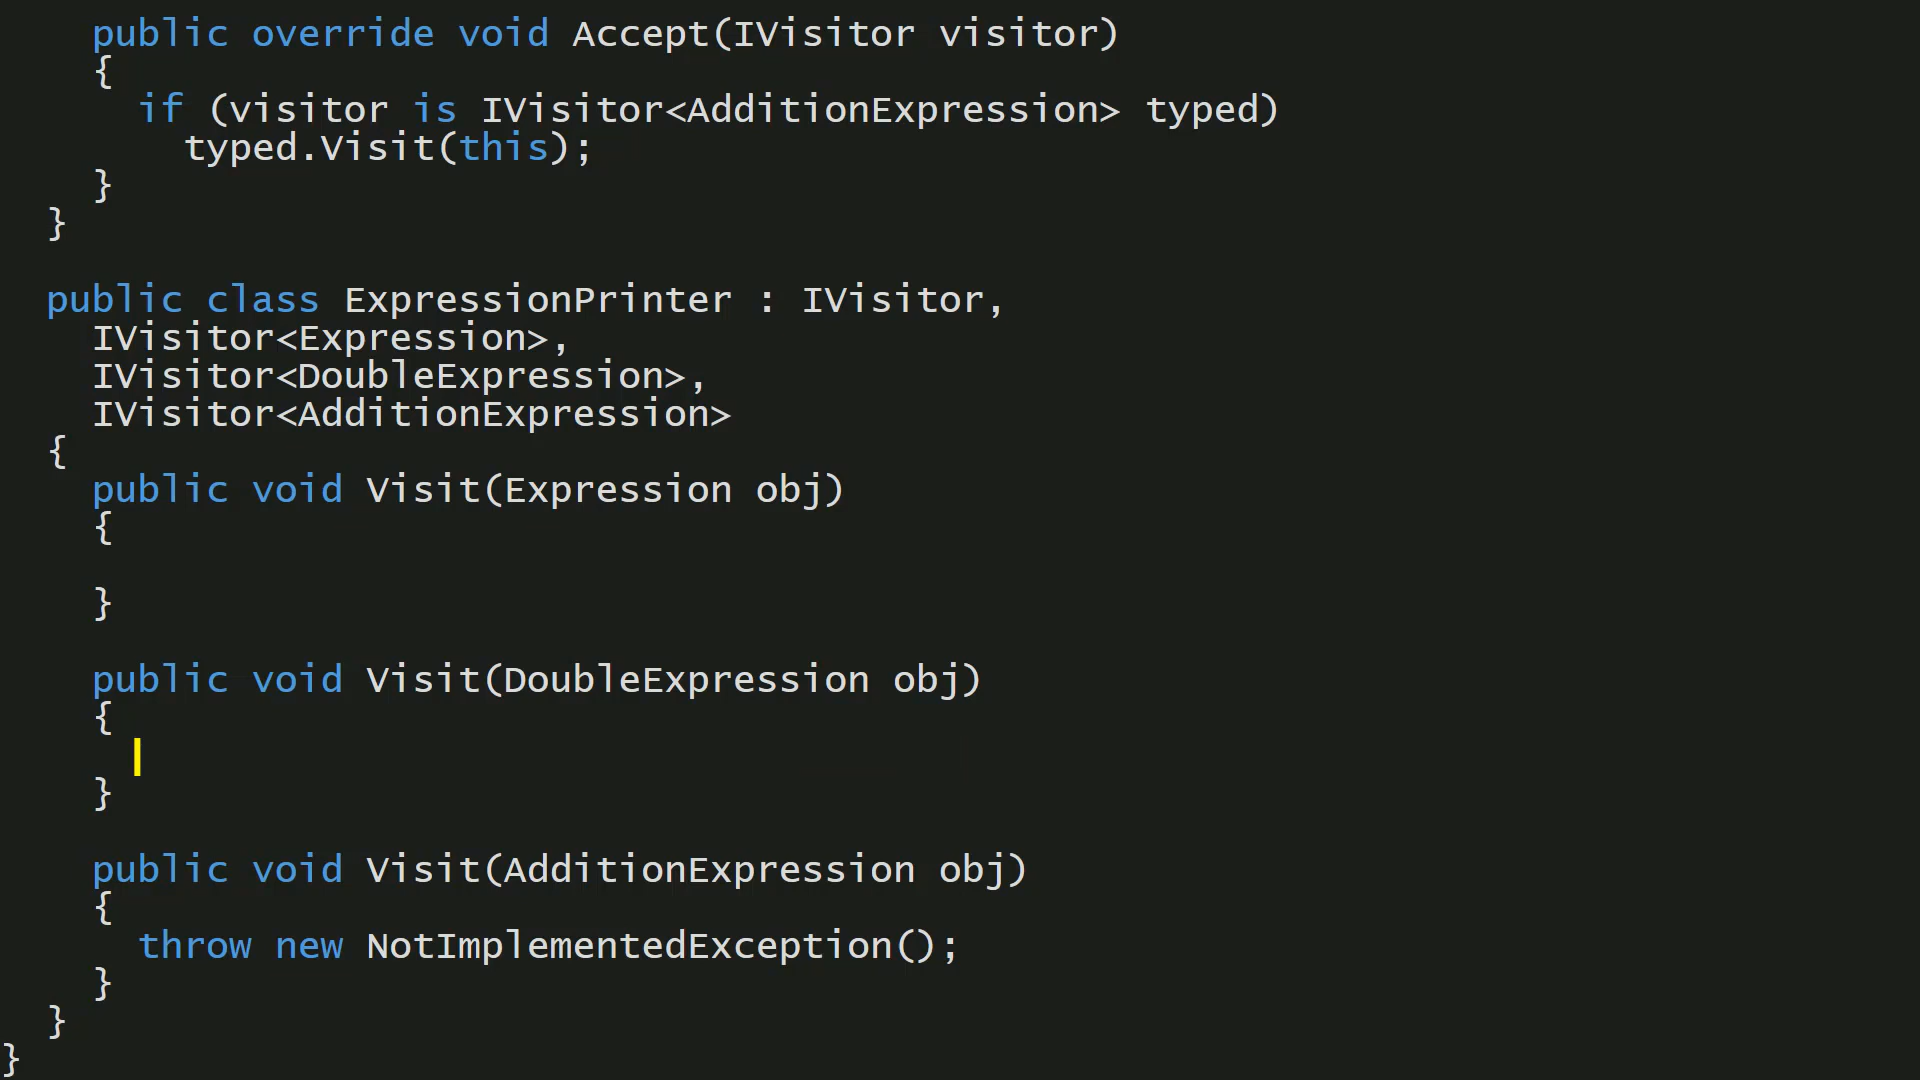 public override void Accept(IVisitor visitor)
{
if (visitor is IVisitor<AdditionExpression> typed)
typed.Visit(this);
}
}
public class ExpressionPrinter : IVisitor,
IVisitor<Expression>,
IVisitor<DoubleExpression>,
IVisitor<AdditionExpression>
{
public void Visit(Expression obj)
{
}
public void Visit(DoubleExpression obj)
{
}
public void Visit(AdditionExpression obj)
{
throw new NotImplementedException();
}
}
}